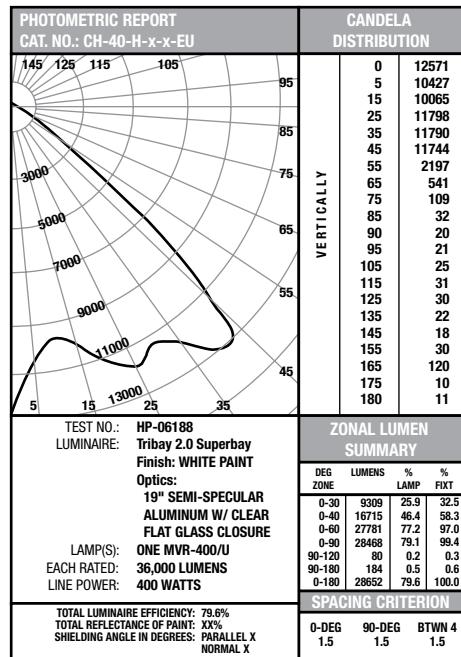 PHOTOMETRIC REPORT
CAT. NO.: CH-40-H-x-x-EU
145 125 115 105
95
85
75
65
55
45
3000
5000
7000
9000
11000
13000
5 15 25 35
CANDELA
DISTRIBUTION
VERTICALLY
0 12571
5 10427
15 10065
25 11798
35 11790
45 11744
55 2197
65 541
75 109
85 32
90 20
95 21
105 25
115 31
125 30
135 22
145 18
155 30
165 120
175 10
180 11
TEST NO.: HP-06188
LUMINAIRE: Tribay 2.0 Superbay
Finish: WHITE PAINT
Optics:
19" SEMI-SPECULAR
ALUMINUM W/ CLEAR
FLAT GLASS CLOSURE
LAMP(S): ONE MVR-400/U
EACH RATED: 36,000 LUMENS
LINE POWER: 400 WATTS
TOTAL LUMINAIRE EFFICIENCY: 79.6%
TOTAL REFLECTANCE OF PAINT: XX%
SHIELDING ANGLE IN DEGREES: PARALLEL X
NORMAL X
ZONAL LUMEN
SUMMARY
DEG LUMENS % %
ZONE LAMP FIXT
0-30 9309 25.9 32.5
0-40 16715 46.4 58.3
0-60 27781 77.2 97.0
0-90 28468 79.1 99.4
90-120 80 0.2 0.3
90-180 184 0.5 0.6
0-180 28652 79.6 100.0
SPACING CRITERION
0-DEG 90-DEG BTWN 4
1.5 1.5 1.5